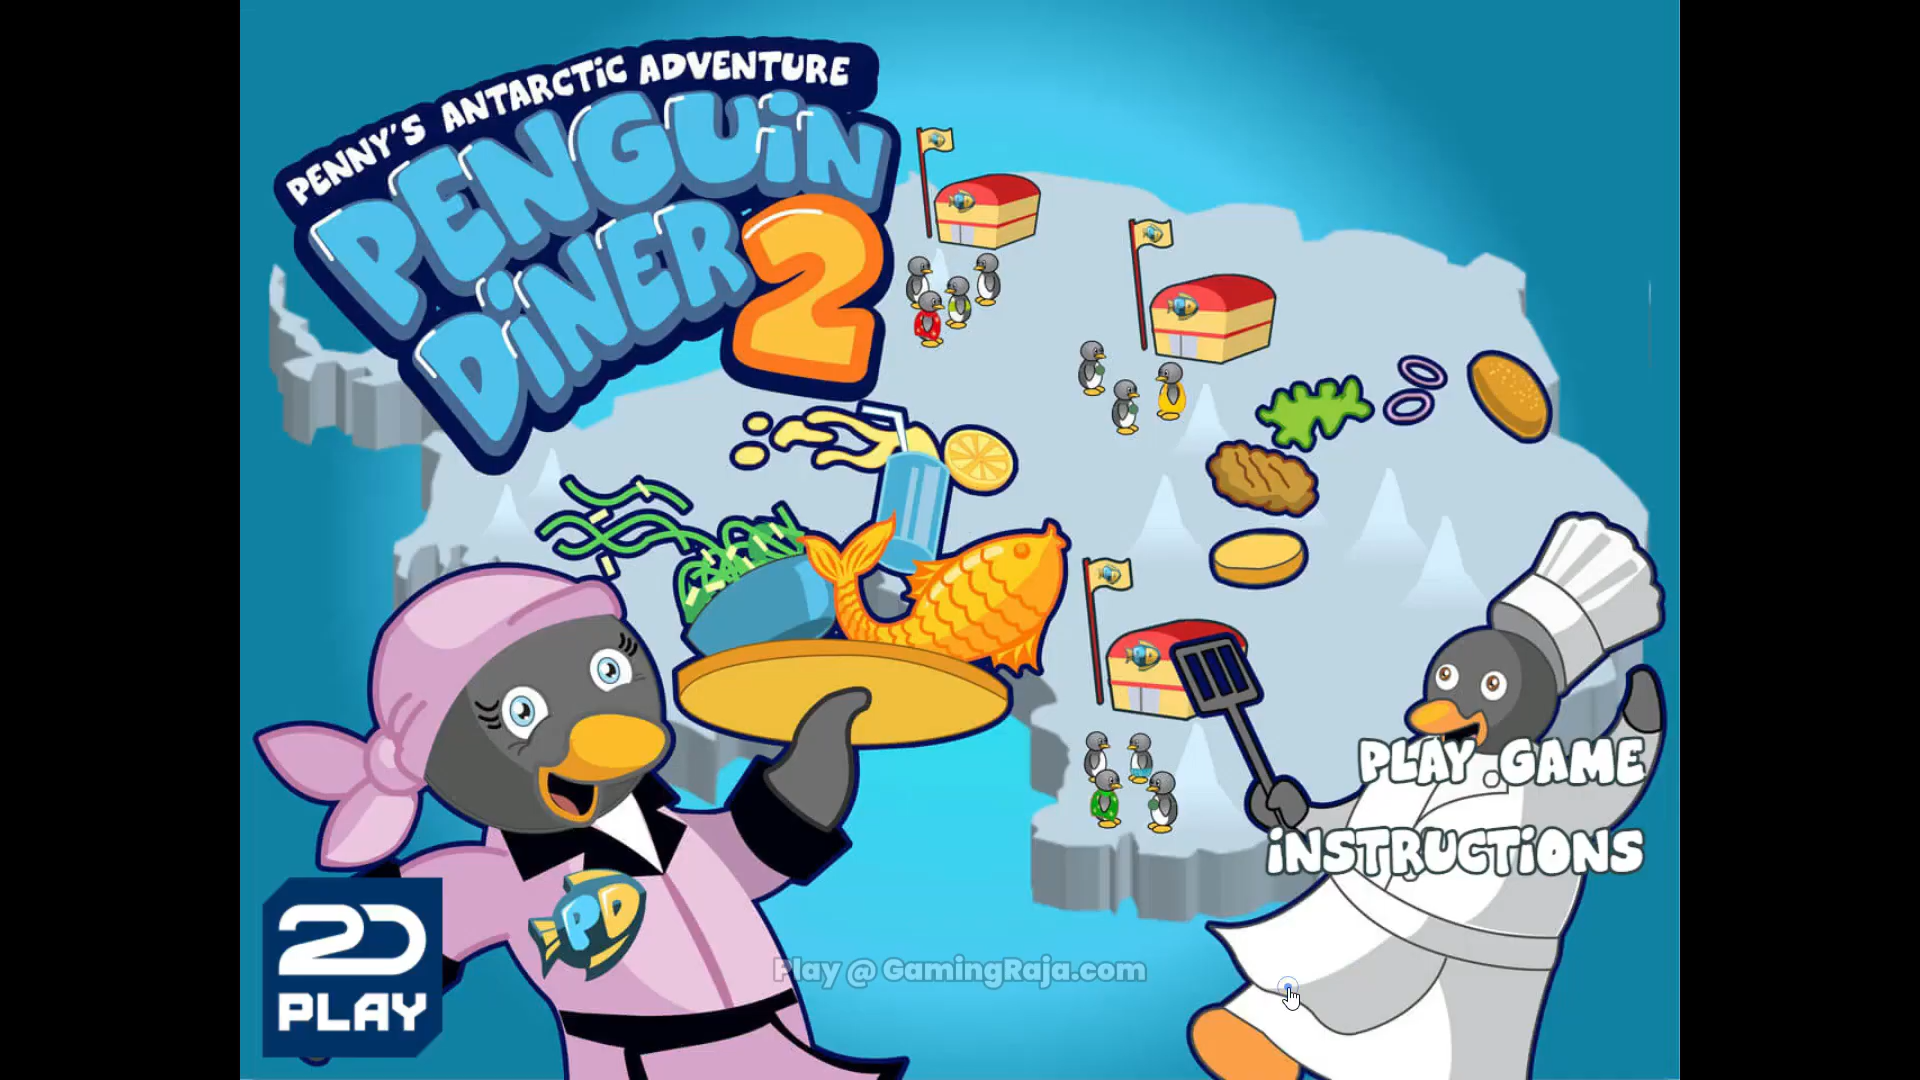 PENNY'S ANTARCTiC ADVENTURE
PENGUiN
DiNER 2
PLAY GAME
iNSTRUCTiONS
PD
2D
PLAY
Play @ GamingRaja.com